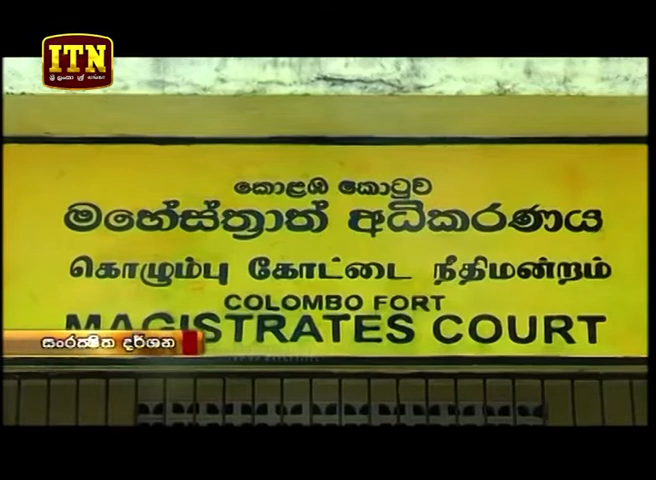 ITN
කොළඹ කොටුව
මහේස්ත්‍රාත් අධිකරණය
கொழும்பு கோட்டை நீதிமன்றம்
COLOMBO FORT
MAGISTRATES COURT
සංරක්ෂිත දර්ශන